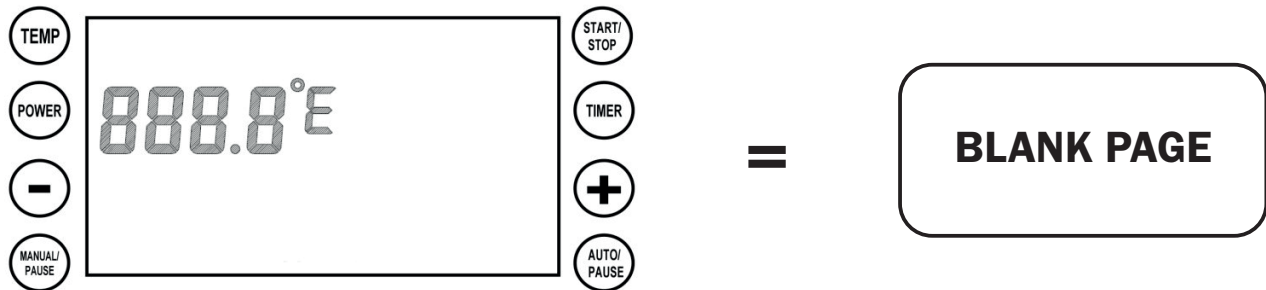 TEMP
POWER
-
MANUAL/
PAUSE
888.8°E
START/
STOP
TIMER
+
AUTO/
PAUSE
=
BLANK PAGE